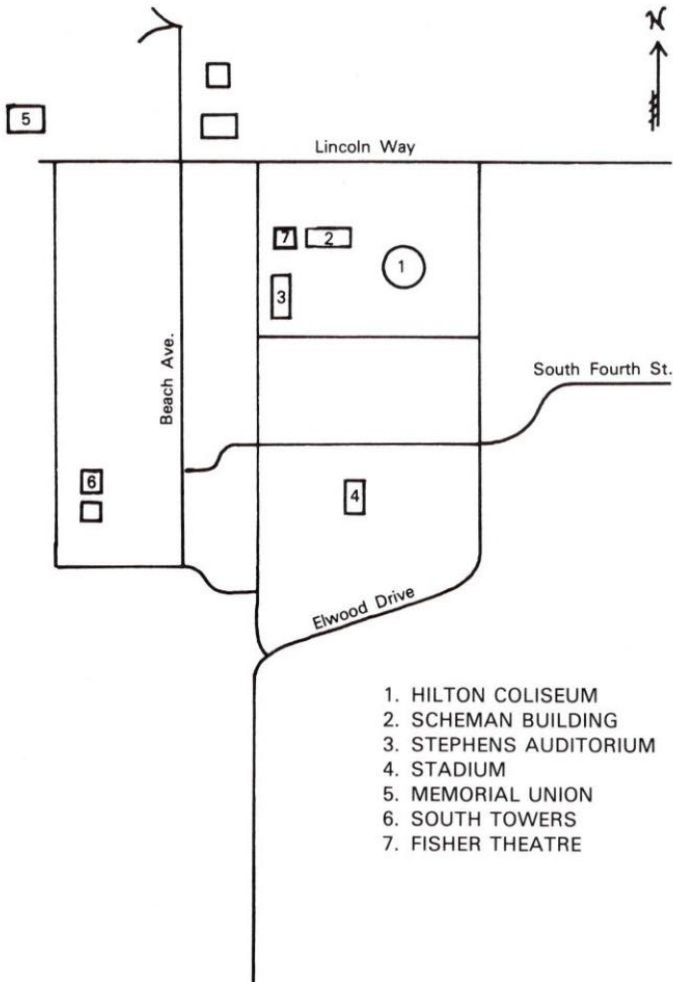 N
5
Lincoln Way
7
2
1
3
Beach Ave.
South Fourth St.
6
4
Elwood Drive
1. HILTON COLISEUM
2. SCHEMAN BUILDING
3. STEPHENS AUDITORIUM
4. STADIUM
5. MEMORIAL UNION
6. SOUTH TOWERS
7. FISHER THEATRE